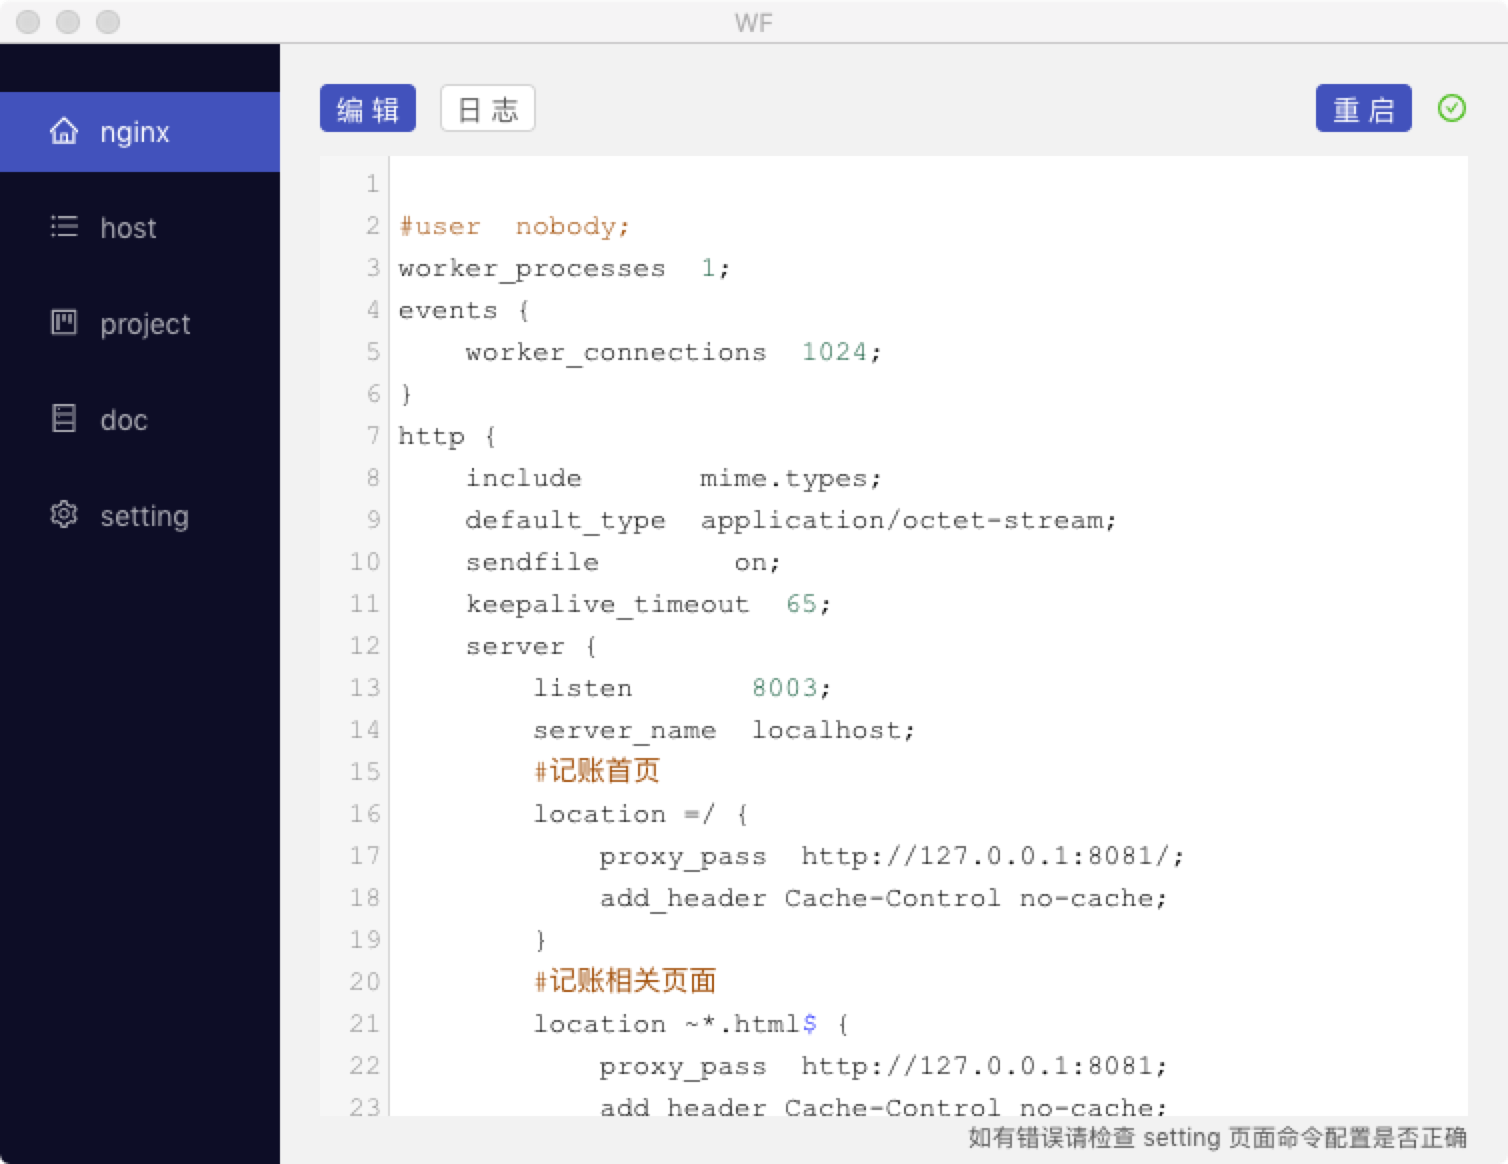 WF
nginx
host
project
doc
setting
编 辑
日 志
重 启
1
2 #user  nobody;
3 worker_processes  1;
4 events {
5     worker_connections  1024;
6 }
7 http {
8     include       mime.types;
9     default_type  application/octet-stream;
10     sendfile        on;
11     keepalive_timeout  65;
12     server {
13         listen       8003;
14         server_name  localhost;
15         #记账首页
16         location =/ {
17             proxy_pass  http://127.0.0.1:8081/;
18             add_header Cache-Control no-cache;
19         }
20         #记账相关页面
21         location ~*.html$ {
22             proxy_pass  http://127.0.0.1:8081;
23             add_header Cache-Control no-cache;
如有错误请检查 setting 页面命令配置是否正确